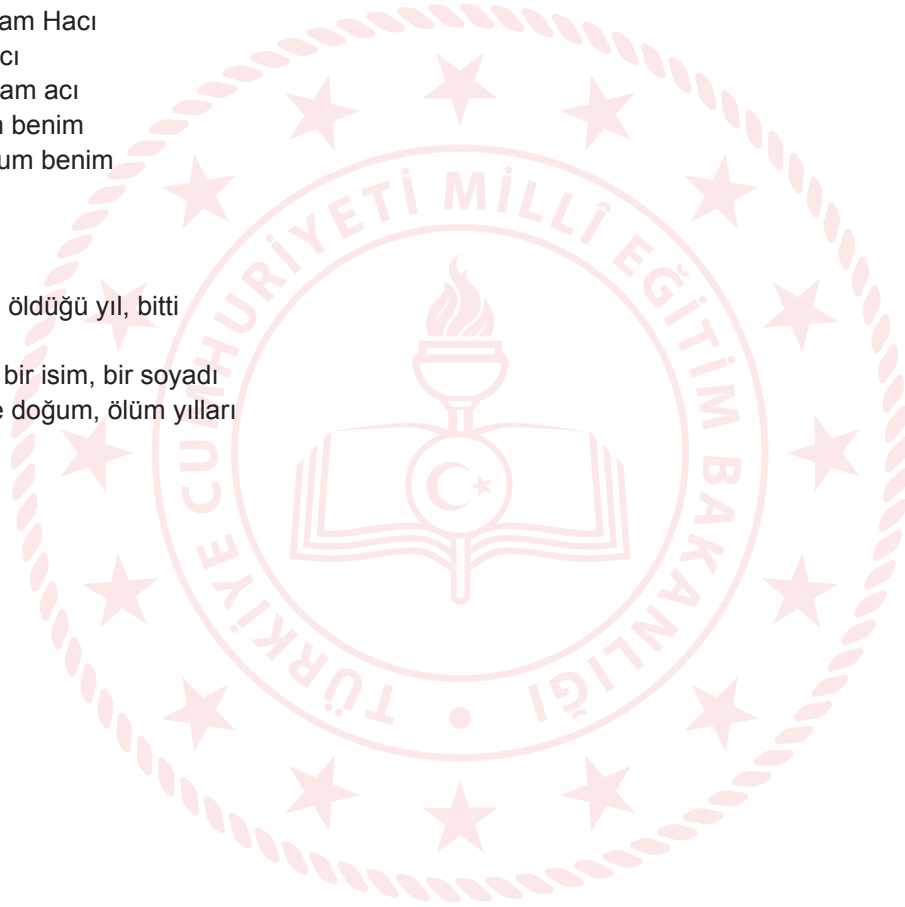 am Hacı
cı
am acı
benim
um benim
öldüğü yıl, bitti
bir isim, bir soyadı
e doğum, ölüm yılları
TÜRKİYE CUMHURİYETİ MİLLÎ EĞİTİM BAKANLIĞI